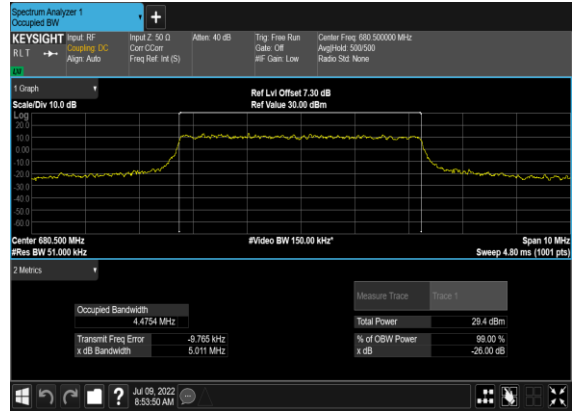 Spectrum Analyzer 1
Occupied BW
KEYSIGHT
RLT
Input: RF
Coupling: DC
Align: Auto
Input Z: 50 Ω
Corr CCorr
Freq Ref: Int (S)
Atten: 40 dB
Trig: Free Run
Gate: Off
#IF Gain: Low
Center Freq: 680.500000 MHz
Avg|Hold: 500/500
Radio Std: None
1 Graph
Scale/Div 10.0 dB
Ref Lvl Offset 7.30 dB
Ref Value 30.00 dBm
Log
20.0
10.0
0.00
-10.0
-20.0
-30.0
-40.0
-50.0
-60.0
Center 680.500 MHz
#Res BW 51.000 kHz
#Video BW 150.00 kHz*
Span 10 MHz
Sweep 4.80 ms (1001 pts)
2 Metrics
Measure Trace Trace 1
Occupied Bandwidth
4.4754 MHz
Total Power 29.4 dBm
Transmit Freq Error -9.765 kHz
% of OBW Power 99.00 %
x dB Bandwidth 5.011 MHz
x dB -26.00 dB
?
Jul 09, 2022
8:53:50 AM